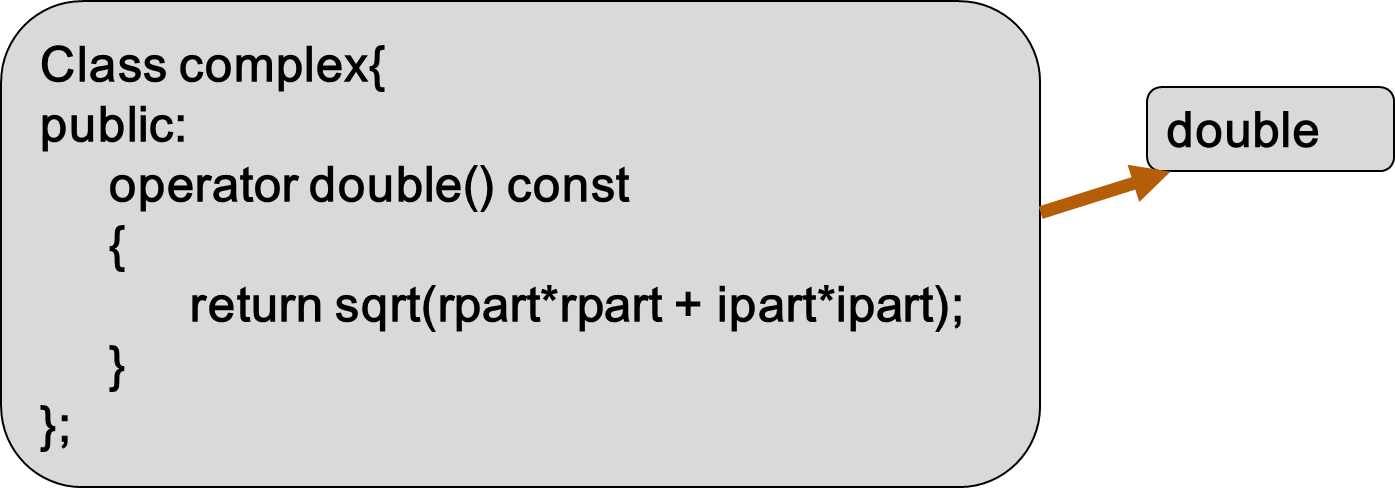 Class complex{
public:
operator double() const
{
return sqrt(rpart*rpart + ipart*ipart);
}
};
double